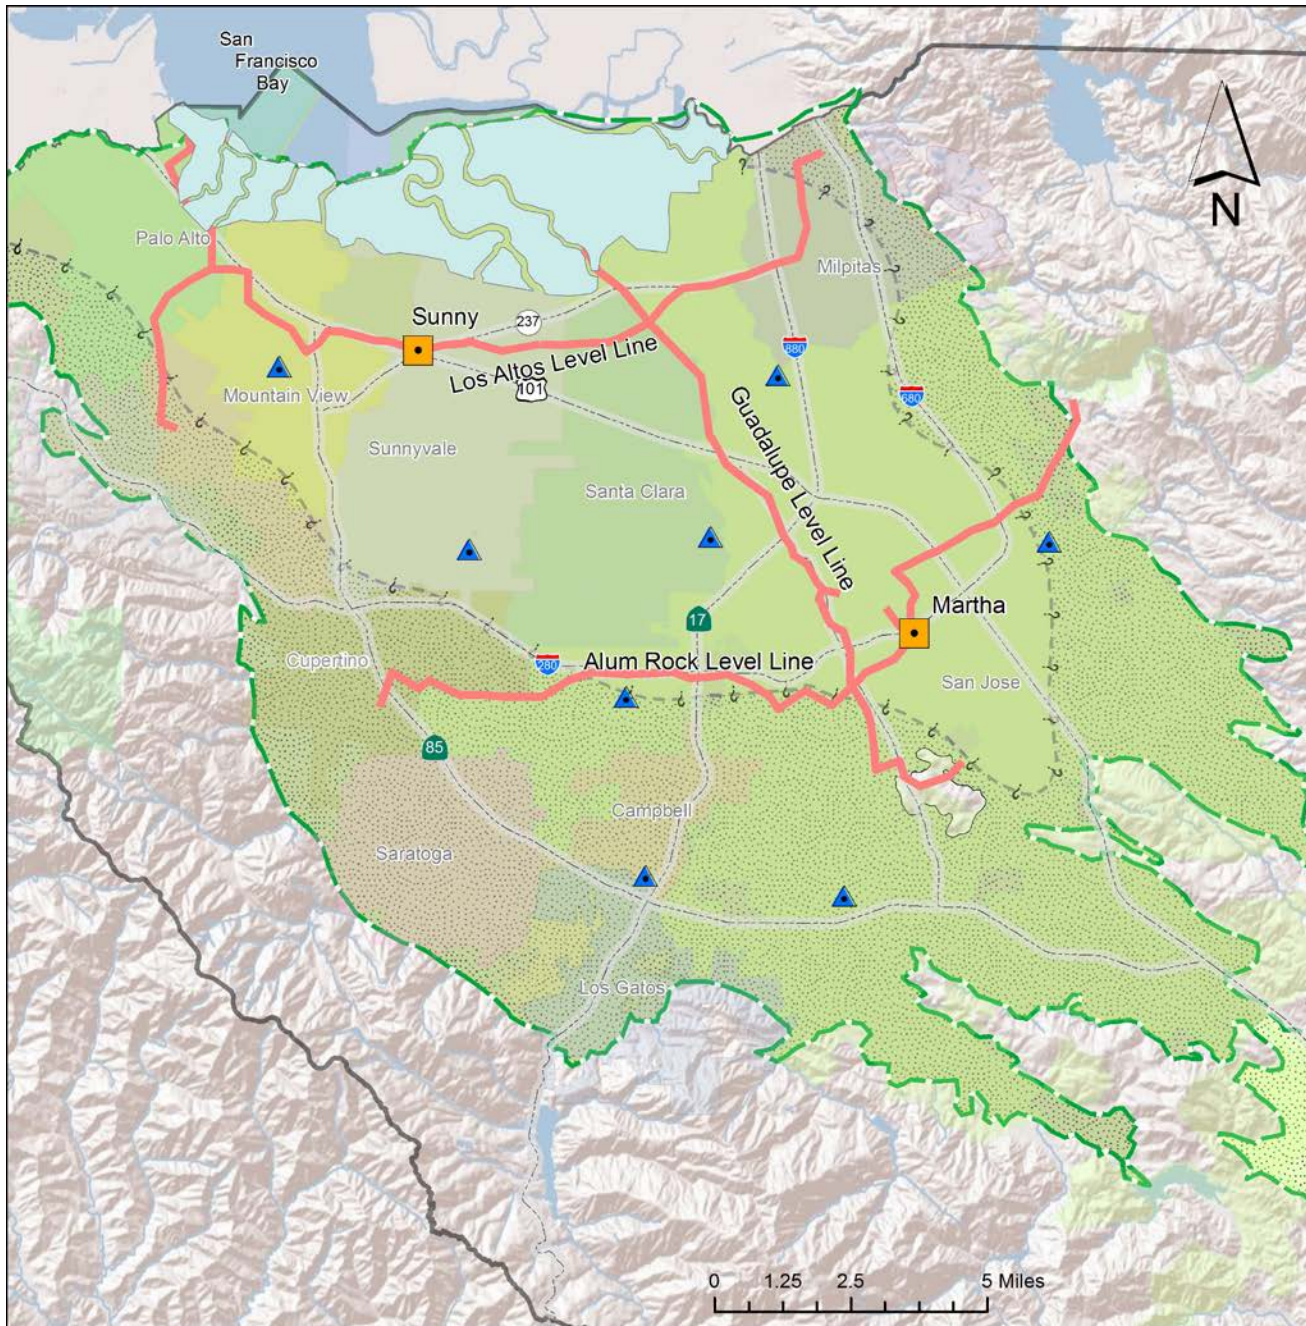 San
Francisco
Bay
N
Palo Alto
Milpitas
Sunny
237
Los Altos Level Line
880
Mountain View
101
680
Guadalupe Level Line
Sunnyvale
Santa Clara
Martha
17
Cupertino
280
Alum Rock Level Line
San Jose
85
Campbell
Saratoga
Los Gatos
0 1.25 2.5 5 Miles
? ? ? ? ? ? ? ? ? ? ? ? ? ? ? ? ? ? ? ? ? ? ? ? ? ?